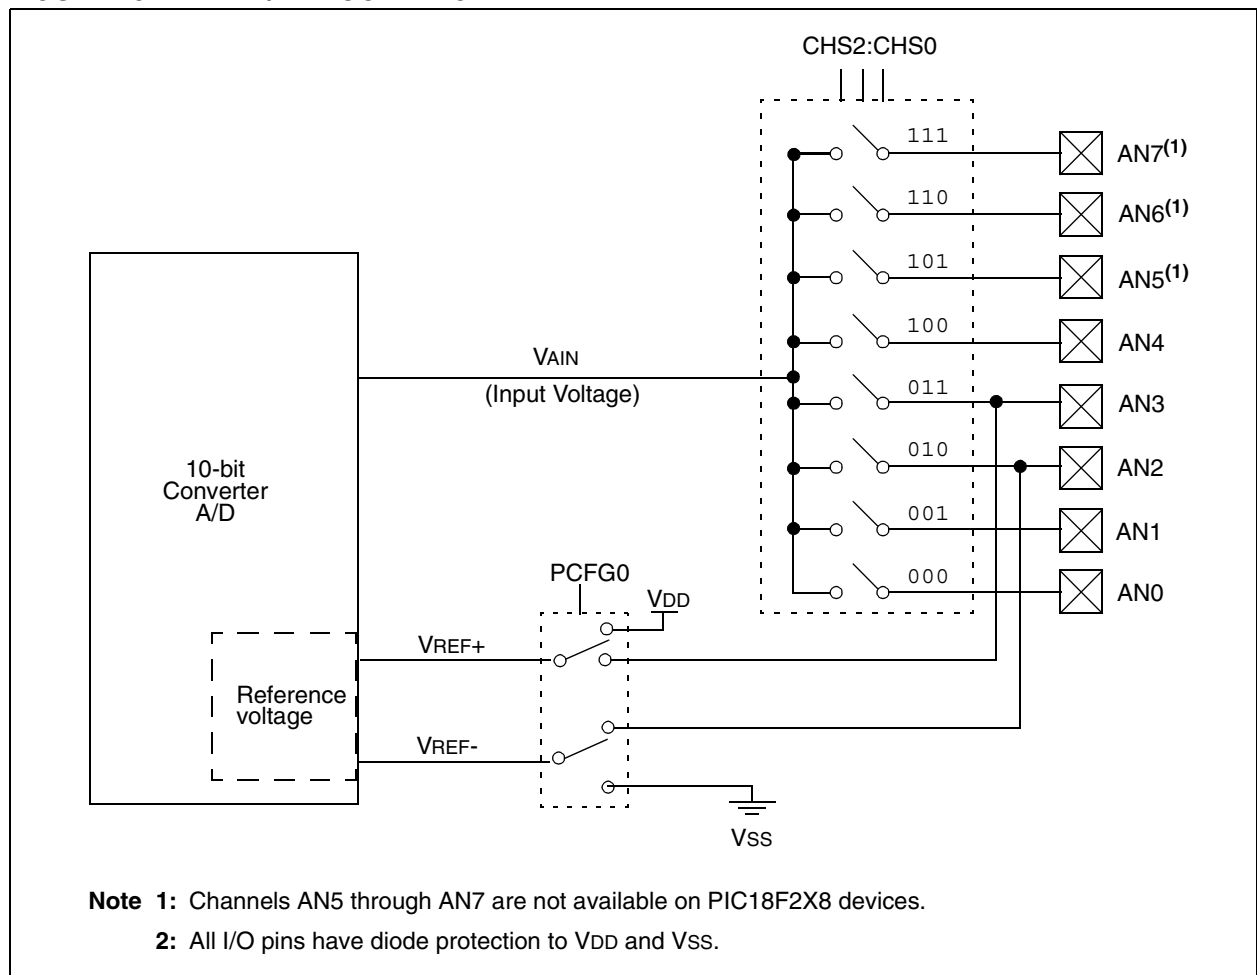 CHS2:CHS0
111
AN7(1)
110
AN6(1)
101
AN5(1)
100
AN4
VAIN
(Input Voltage)
011
AN3
010
AN2
10-bit
Converter
A/D
001
AN1
PCFG0
000
AN0
VDD
VREF+
Reference
voltage
VREF-
VSS
Note 1: Channels AN5 through AN7 are not available on PIC18F2X8 devices.
2: All I/O pins have diode protection to VDD and VSS.